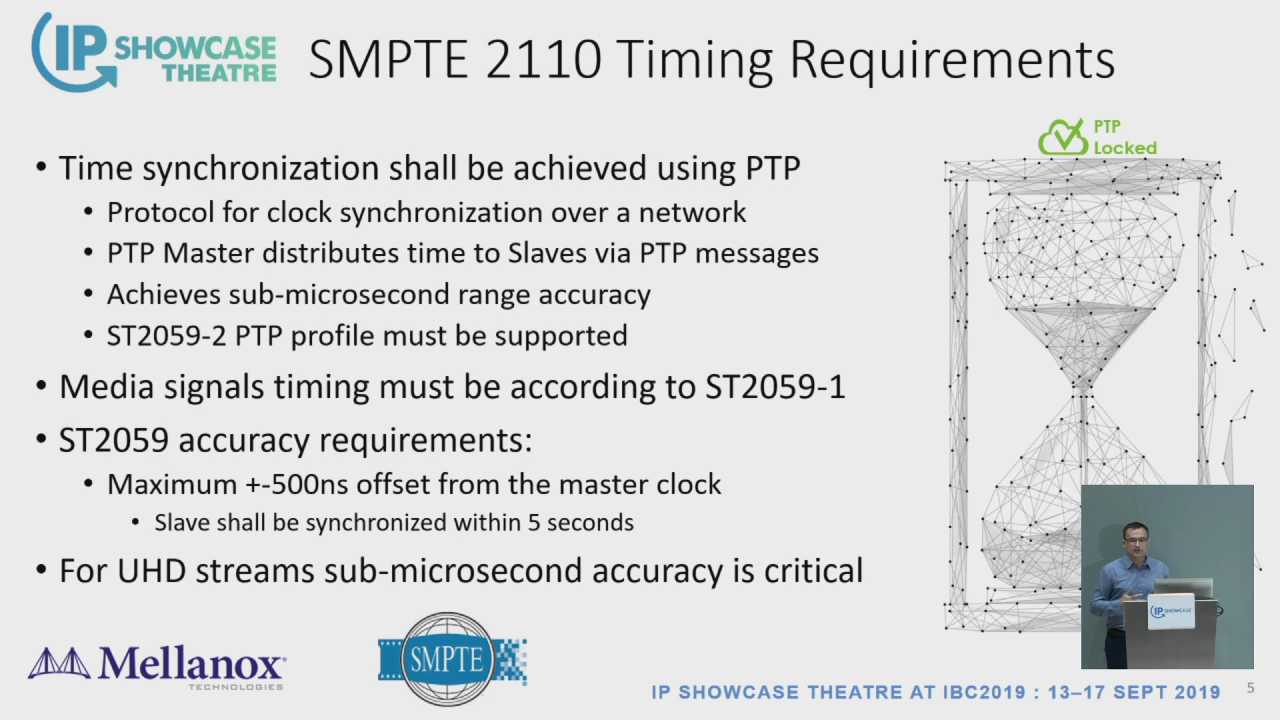 IP SHOWCASE
THEATRE
SMPTE 2110 Timing Requirements
PTP
Locked
• Time synchronization shall be achieved using PTP
• Protocol for clock synchronization over a network
• PTP Master distributes time to Slaves via PTP messages
• Achieves sub-microsecond range accuracy
• ST2059-2 PTP profile must be supported
• Media signals timing must be according to ST2059-1
• ST2059 accuracy requirements:
• Maximum +-500ns offset from the master clock
• Slave shall be synchronized within 5 seconds
• For UHD streams sub-microsecond accuracy is critical
IP SHOWCASE
Mellanox
TECHNOLOGIES
SMPTE
IP SHOWCASE THEATRE AT IBC2019 : 13–17 SEPT 2019
5